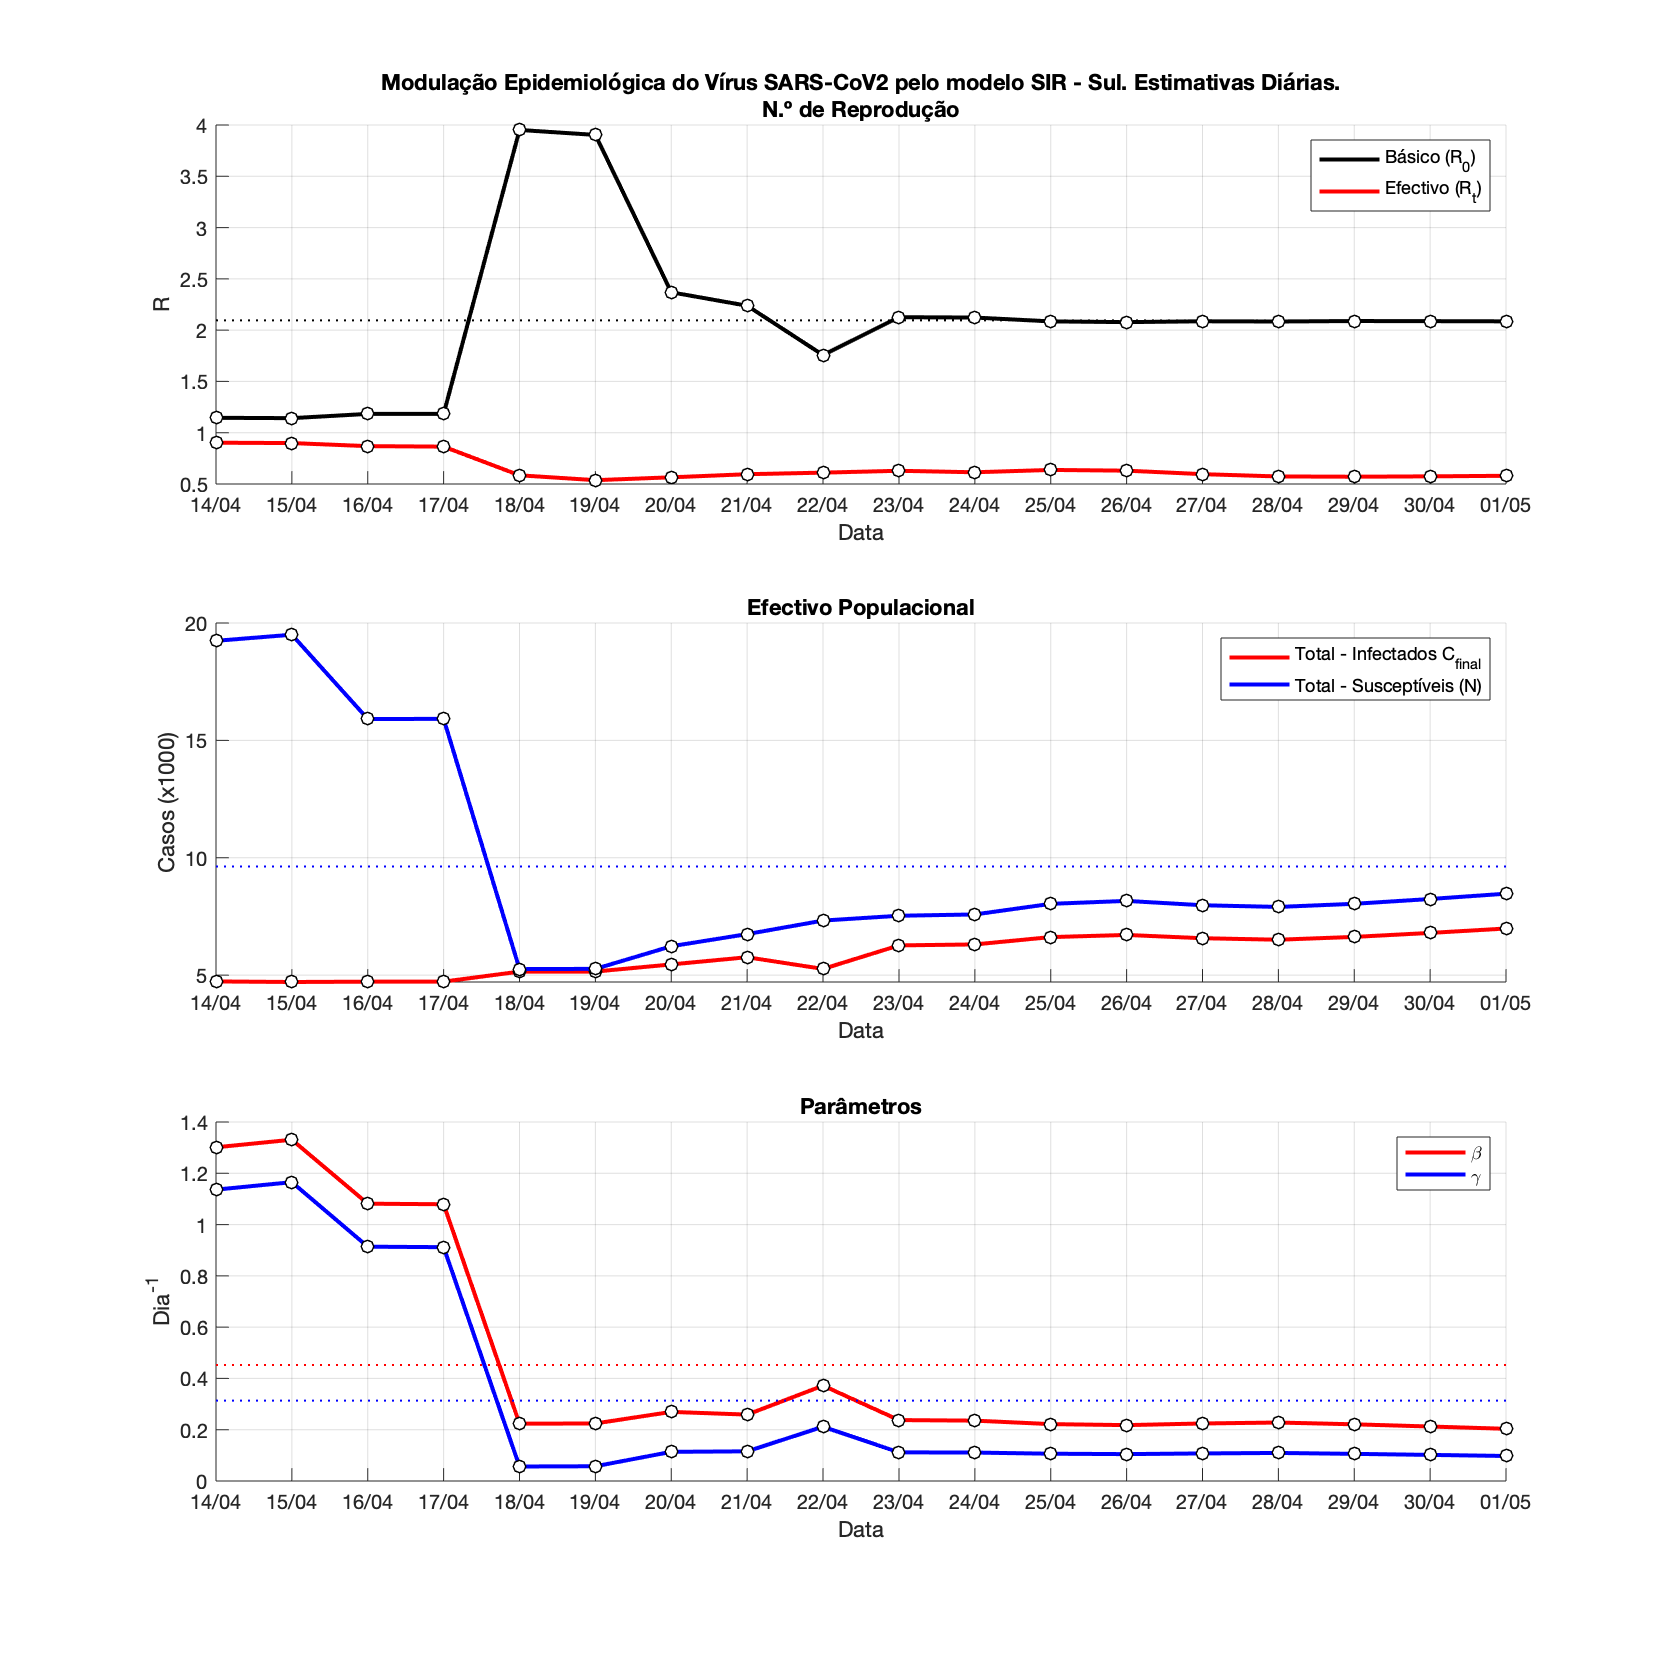 Modulação Epidemiológica do Vírus SARS-CoV2 pelo modelo SIR - Sul. Estimativas Diárias.
N.º de Reprodução
4
3.5
3
2.5
2
1.5
1
0.5
R
Básico (R0)
Efectivo (Rt)
14/04 15/04 16/04 17/04 18/04 19/04 20/04 21/04 22/04 23/04 24/04 25/04 26/04 27/04 28/04 29/04 30/04 01/05
Data
Efectivo Populacional
20
15
10
5
Casos (x1000)
Total - Infectados Cfinal
Total - Susceptíveis (N)
14/04 15/04 16/04 17/04 18/04 19/04 20/04 21/04 22/04 23/04 24/04 25/04 26/04 27/04 28/04 29/04 30/04 01/05
Data
Parâmetros
1.4
1.2
1
0.8
0.6
0.4
0.2
0
Dia-1
β
γ
14/04 15/04 16/04 17/04 18/04 19/04 20/04 21/04 22/04 23/04 24/04 25/04 26/04 27/04 28/04 29/04 30/04 01/05
Data